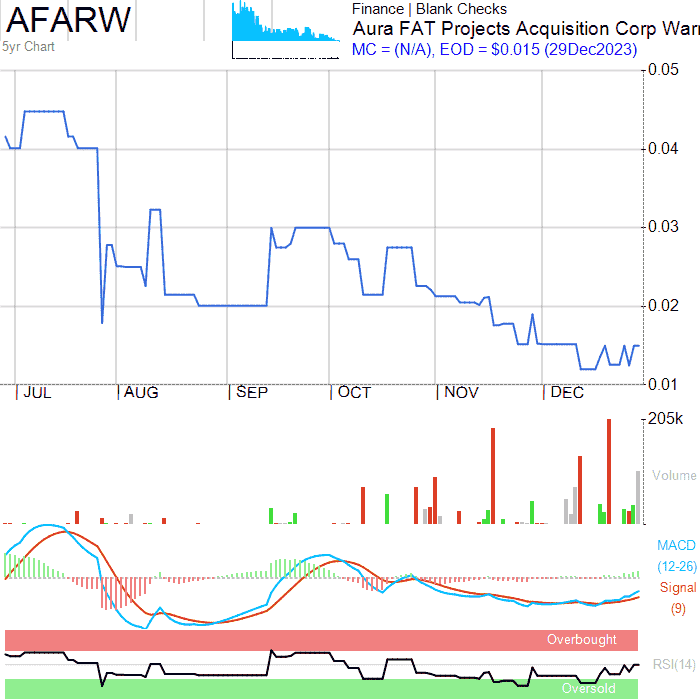 AFARW
5yr Chart
Finance | Blank Checks
Aura FAT Projects Acquisition Corp Warr
MC = (N/A), EOD = $0.015 (29Dec2023)
0.05
0.04
0.03
0.02
0.01
JUL AUG SEP OCT NOV DEC
205k
Volume
MACD
(12-26)
Signal
(9)
Overbought
RSI(14)
Oversold